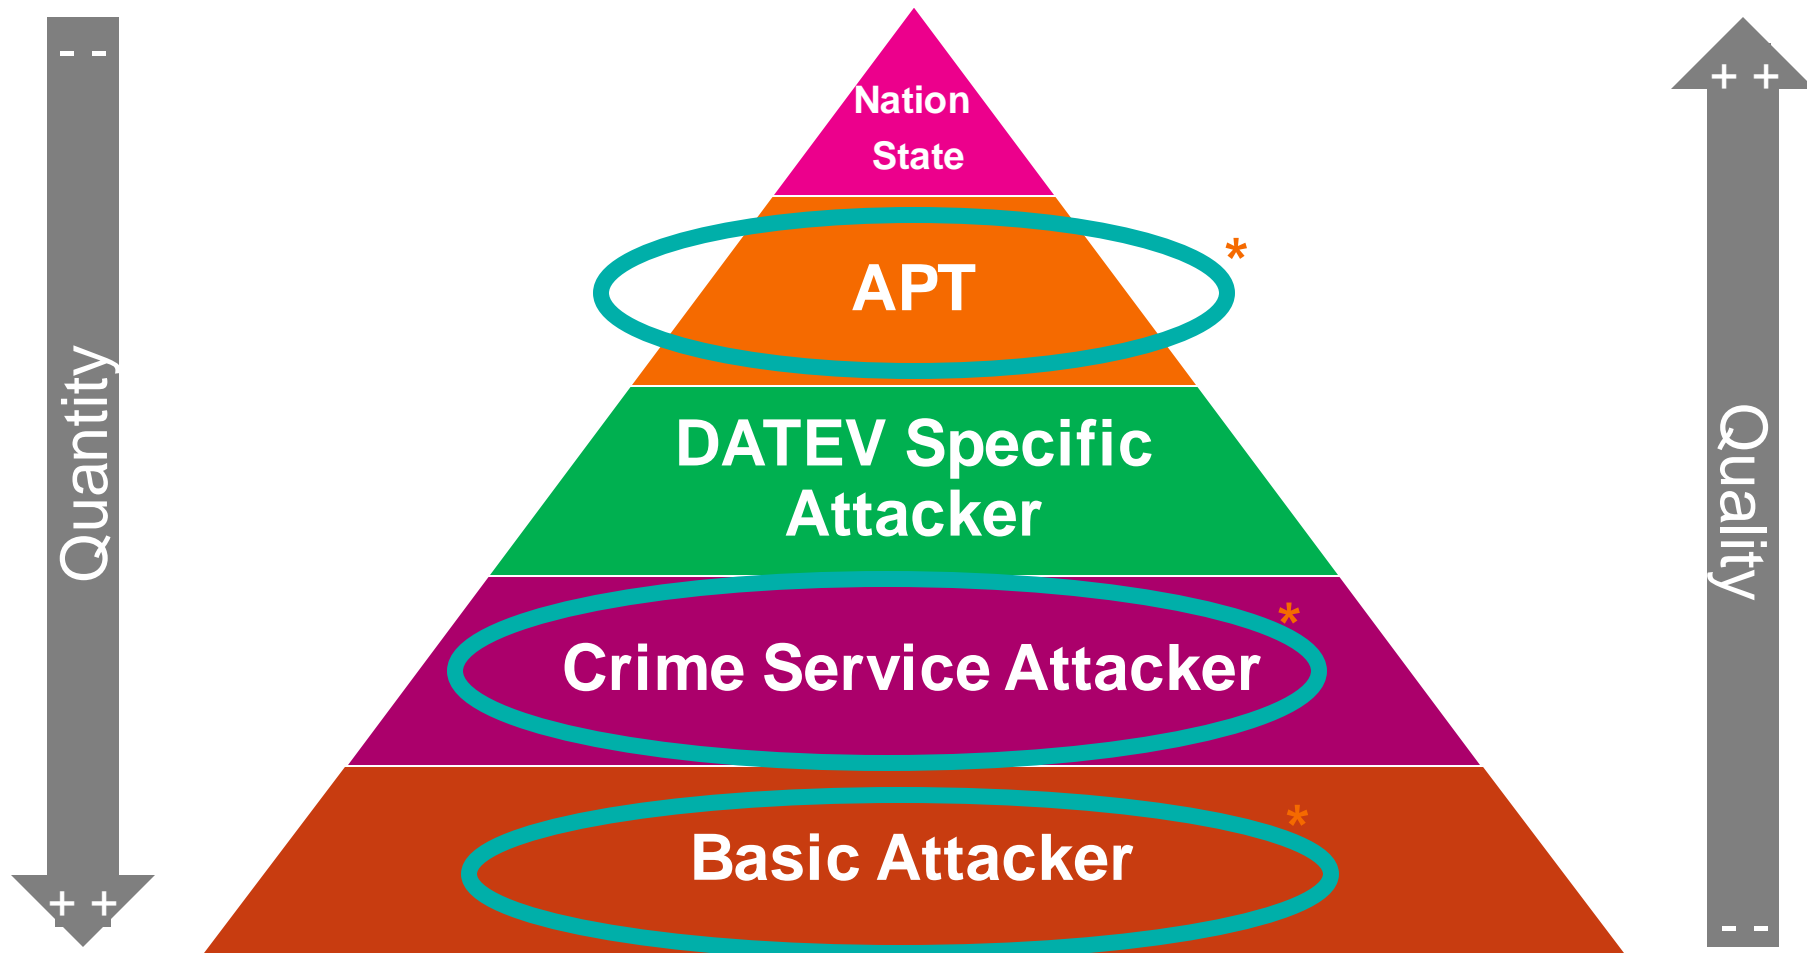 - -
+ +
Nation
State
*
APT
DATEV Specific
Attacker
Quantity
Quality
*
Crime Service Attacker
*
Basic Attacker
+ +
- -